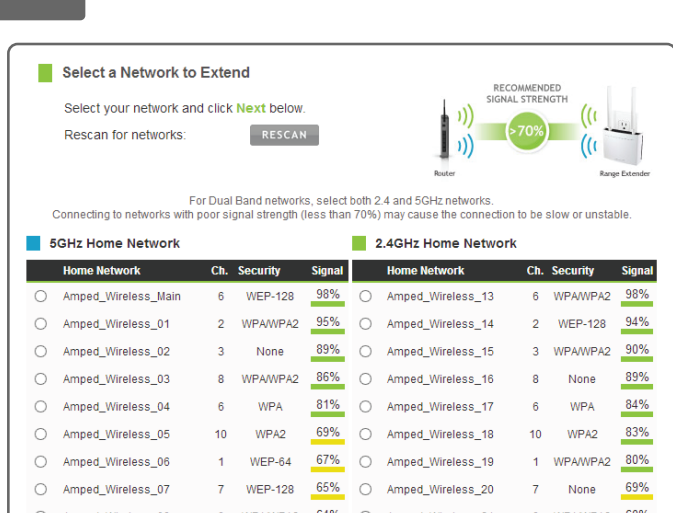 Select a Network to Extend
Select your network and click Next below.
Rescan for networks: RESCAN
RECOMMENDED
SIGNAL STRENGTH
>70%
Router
Range Extender
For Dual Band networks, select both 2.4 and 5GHz networks.
Connecting to networks with poor signal strength (less than 70%) may cause the connection to be slow or unstable.
5GHz Home Network
Home Network Ch. Security Signal
Amped_Wireless_Main 6 WEP-128 98%
Amped_Wireless_01 2 WPA/WPA2 95%
Amped_Wireless_02 3 None 89%
Amped_Wireless_03 8 WPA/WPA2 86%
Amped_Wireless_04 6 WPA 81%
Amped_Wireless_05 10 WPA2 69%
Amped_Wireless_06 1 WEP-64 67%
Amped_Wireless_07 7 WEP-128 65%
2.4GHz Home Network
Home Network Ch. Security Signal
Amped_Wireless_13 6 WPA/WPA2 98%
Amped_Wireless_14 2 WEP-128 94%
Amped_Wireless_15 3 WPA/WPA2 90%
Amped_Wireless_16 8 None 89%
Amped_Wireless_17 6 WPA 84%
Amped_Wireless_18 10 WPA2 83%
Amped_Wireless_19 1 WPA/WPA2 80%
Amped_Wireless_20 7 None 69%